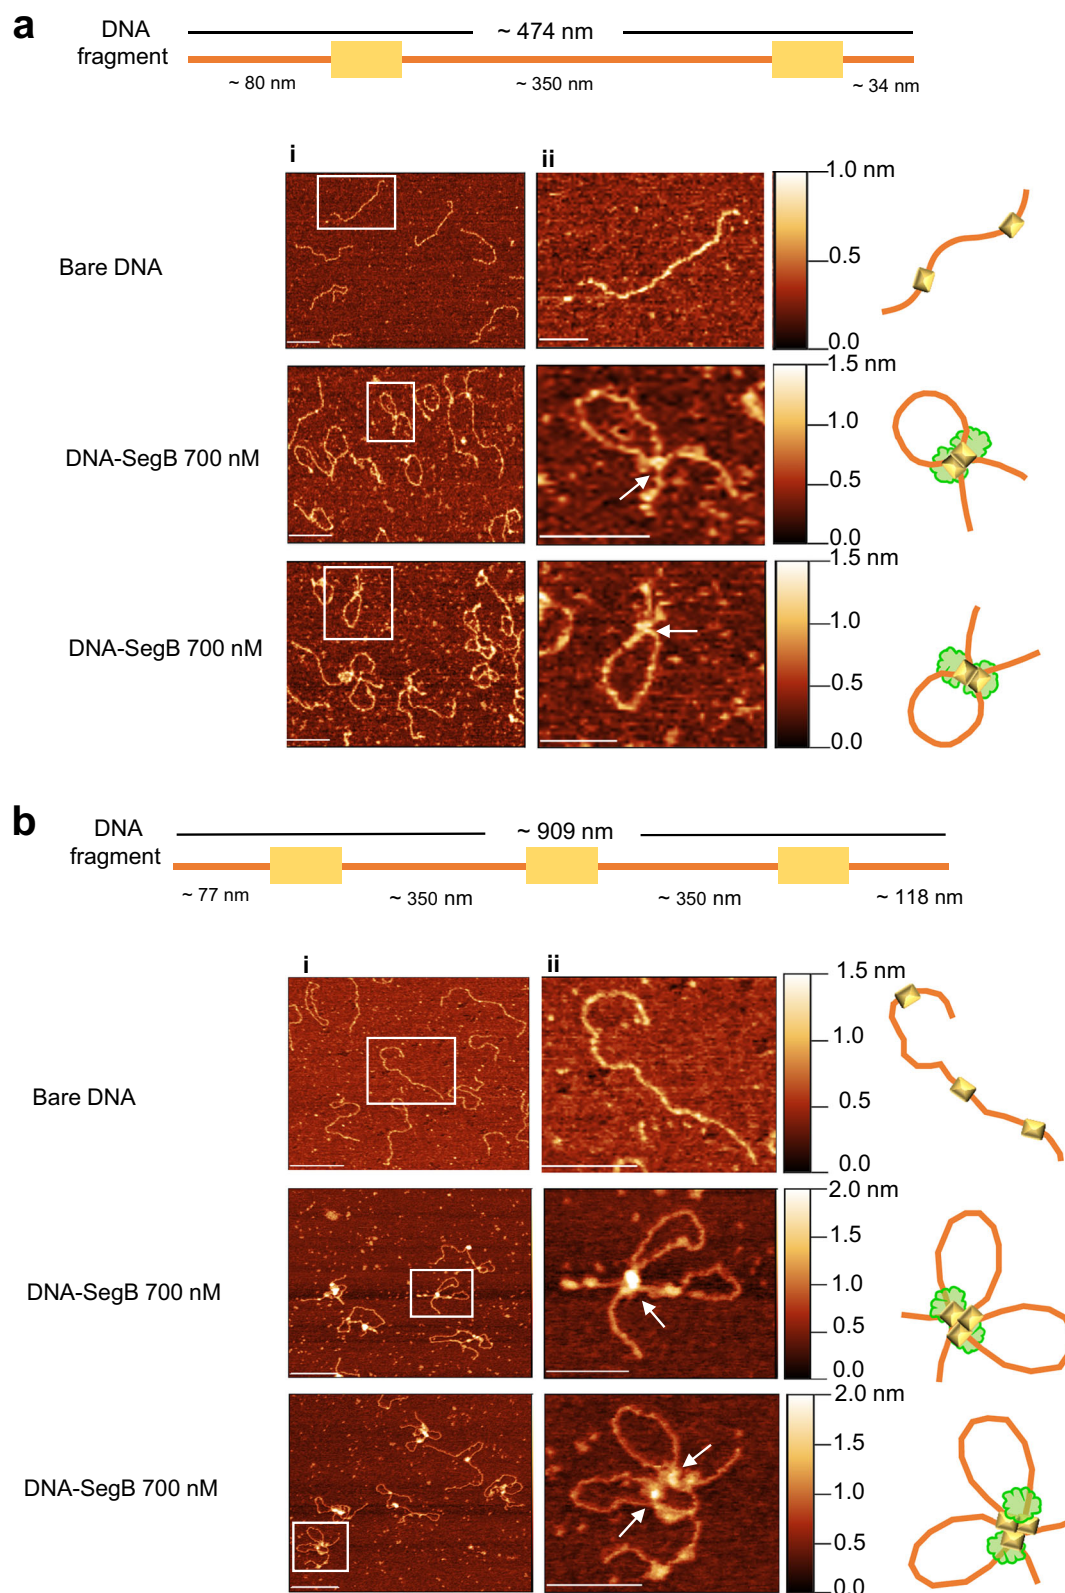 a
DNA
fragment
~ 474 nm
~ 80 nm
~ 350 nm
~ 34 nm
i
ii
Bare DNA
1.0 nm
0.5
0.0
DNA-SegB 700 nM
1.5 nm
1.0
0.5
0.0
DNA-SegB 700 nM
1.5 nm
1.0
0.5
0.0
b
DNA
fragment
~ 909 nm
~ 77 nm
~ 350 nm
~ 350 nm
~ 118 nm
i
ii
Bare DNA
1.5 nm
1.0
0.5
0.0
DNA-SegB 700 nM
2.0 nm
1.5
1.0
0.5
0.0
DNA-SegB 700 nM
2.0 nm
1.5
1.0
0.5
0.0